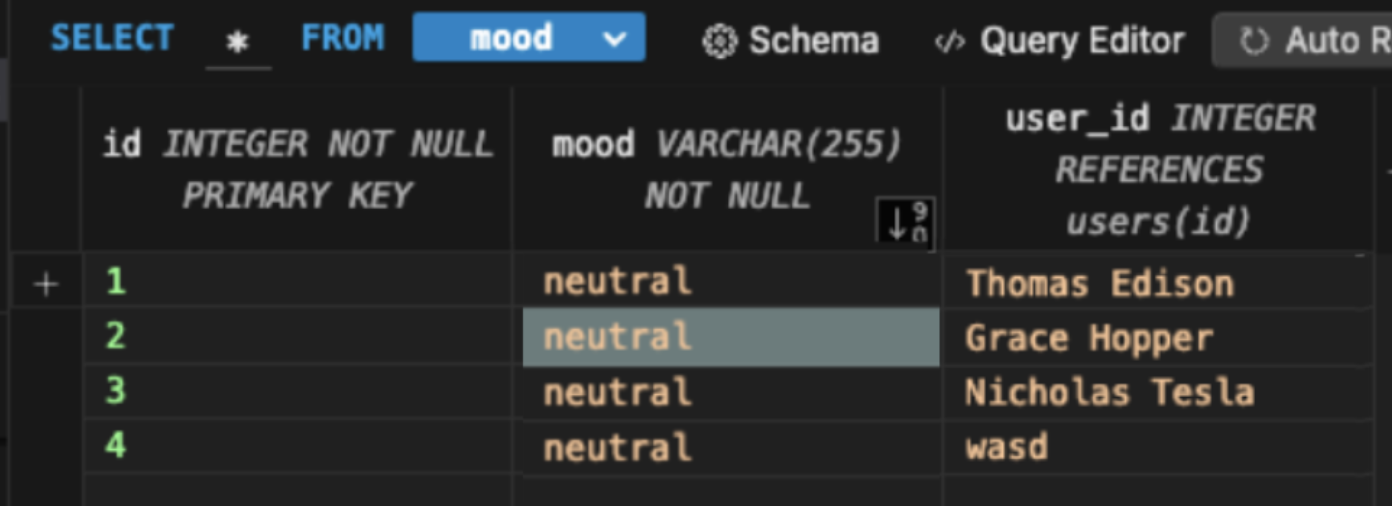 SELECT * FROM mood Schema Query Editor Auto R
id INTEGER NOT NULL PRIMARY KEY
mood VARCHAR(255) NOT NULL
user_id INTEGER REFERENCES users(id)
+ 1 neutral Thomas Edison
2 neutral Grace Hopper
3 neutral Nicholas Tesla
4 neutral wasd